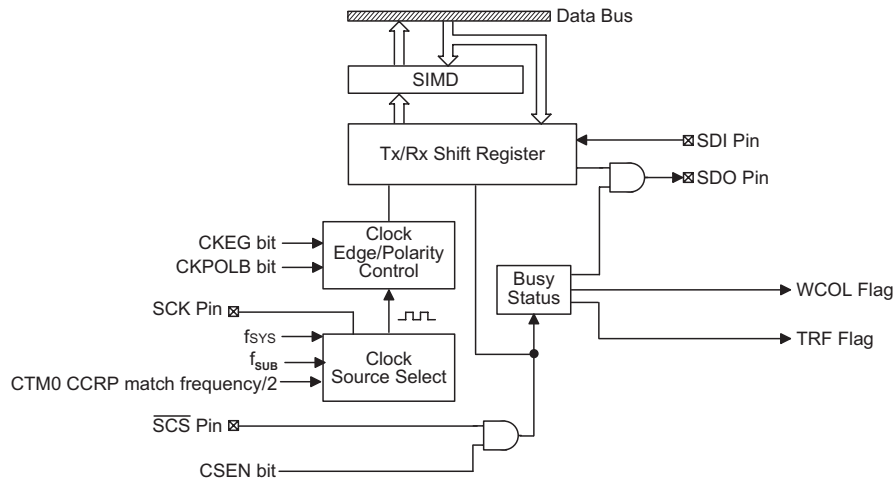 Data Bus
SIMD
Tx/Rx Shift Register
SDI Pin
SDO Pin
CKEG bit
CKPOLB bit
Clock
Edge/Polarity
Control
Busy
Status
WCOL Flag
TRF Flag
SCK Pin
fSYS
fSUB
CTM0 CCRP match frequency/2
Clock
Source Select
SCS Pin
CSEN bit